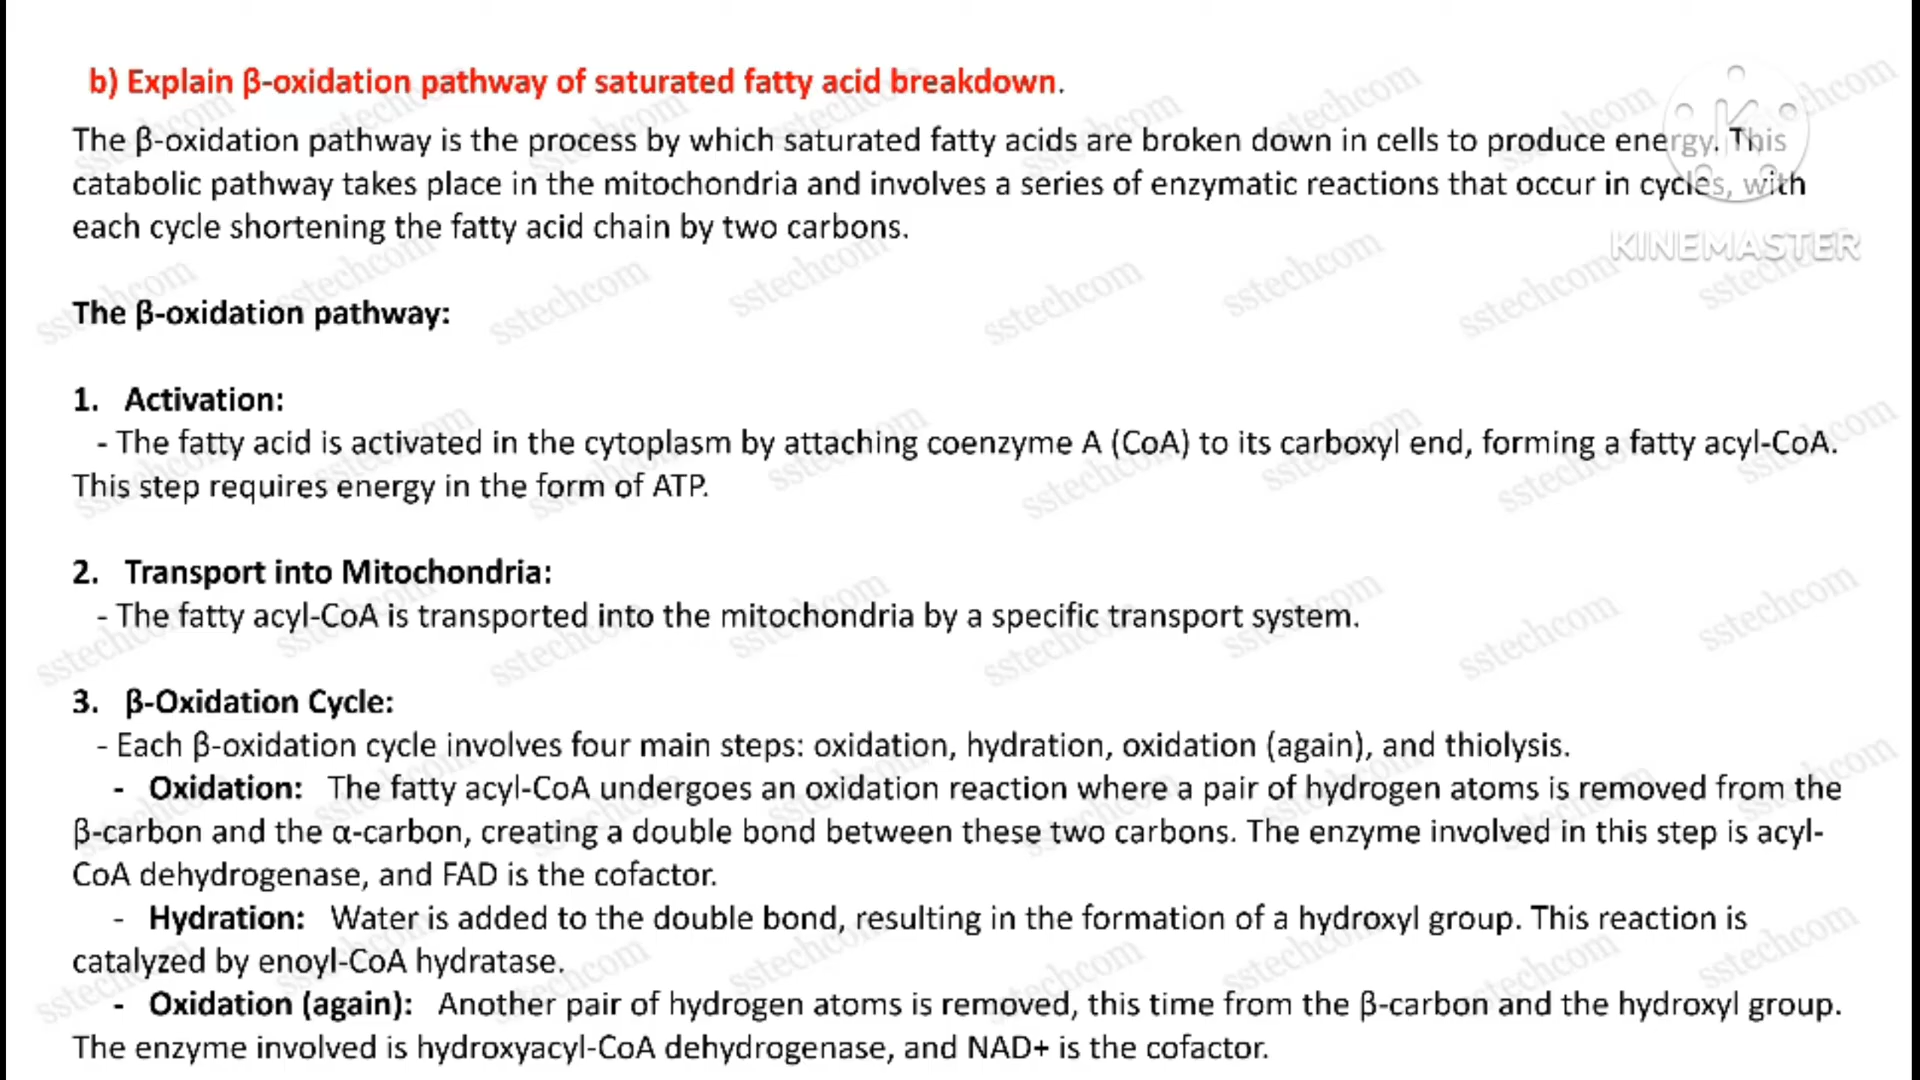 b) Explain β-oxidation pathway of saturated fatty acid breakdown.
The β-oxidation pathway is the process by which saturated fatty acids are broken down in cells to produce energy. This
catabolic pathway takes place in the mitochondria and involves a series of enzymatic reactions that occur in cycles, with
each cycle shortening the fatty acid chain by two carbons.
KINEMASTER
The β-oxidation pathway:
1. Activation:
- The fatty acid is activated in the cytoplasm by attaching coenzyme A (CoA) to its carboxyl end, forming a fatty acyl-CoA.
This step requires energy in the form of ATP.
2. Transport into Mitochondria:
- The fatty acyl-CoA is transported into the mitochondria by a specific transport system.
3. β-Oxidation Cycle:
- Each β-oxidation cycle involves four main steps: oxidation, hydration, oxidation (again), and thiolysis.
- Oxidation: The fatty acyl-CoA undergoes an oxidation reaction where a pair of hydrogen atoms is removed from the
β-carbon and the α-carbon, creating a double bond between these two carbons. The enzyme involved in this step is acyl-
CoA dehydrogenase, and FAD is the cofactor.
- Hydration: Water is added to the double bond, resulting in the formation of a hydroxyl group. This reaction is
catalyzed by enoyl-CoA hydratase.
- Oxidation (again): Another pair of hydrogen atoms is removed, this time from the β-carbon and the hydroxyl group.
The enzyme involved is hydroxyacyl-CoA dehydrogenase, and NAD+ is the cofactor.
sstechcom